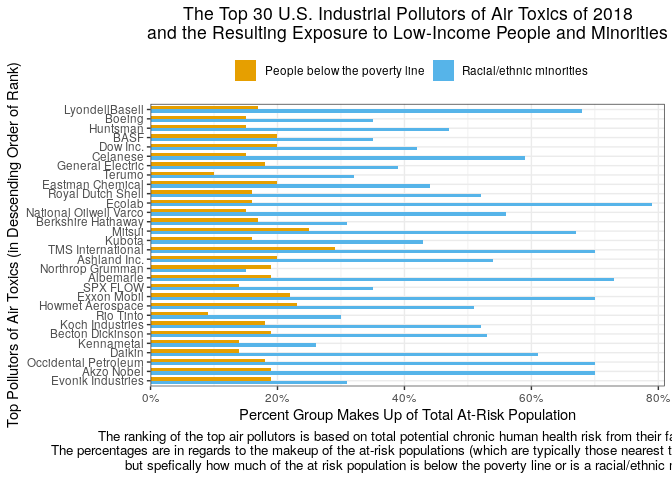 The Top 30 U.S. Industrial Pollutors of Air Toxics of 2018
and the Resulting Exposure to Low-Income People and Minorities
People below the poverty line
Racial/ethnic minorities
Top Pollutors of Air Toxics (in Descending Order of Rank)
LyondellBasell
Boeing
Huntsman
BASF
Dow Inc.
Celanese
General Electric
Terumo
Eastman Chemical
Royal Dutch Shell
Ecolab
National Oilwell Varco
Berkshire Hathaway
Mitsui
Kubota
TMS International
Ashland Inc.
Northrop Grumman
Albemarle
SPX FLOW
Exxon Mobil
Howmet Aerospace
Rio Tinto
Koch Industries
Becton Dickinson
Kennametal
Daikin
Occidental Petroleum
Akzo Nobel
Evonik Industries
0% 20% 40% 60% 80%
Percent Group Makes Up of Total At-Risk Population
The ranking of the top air pollutors is based on total potential chronic human health risk from their fa
The percentages are in regards to the makeup of the at-risk populations (which are typically those nearest t
but spefically how much of the at risk population is below the poverty line or is a racial/ethnic